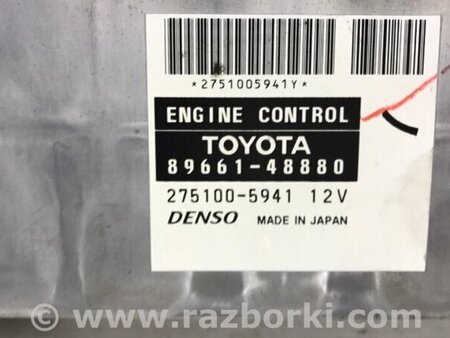 *2751005941Y*
ENGINE CONTROL
TOYOTA
89661-48880
275100-5941 12V
DENSO MADE IN JAPAN
© www.razborki.com